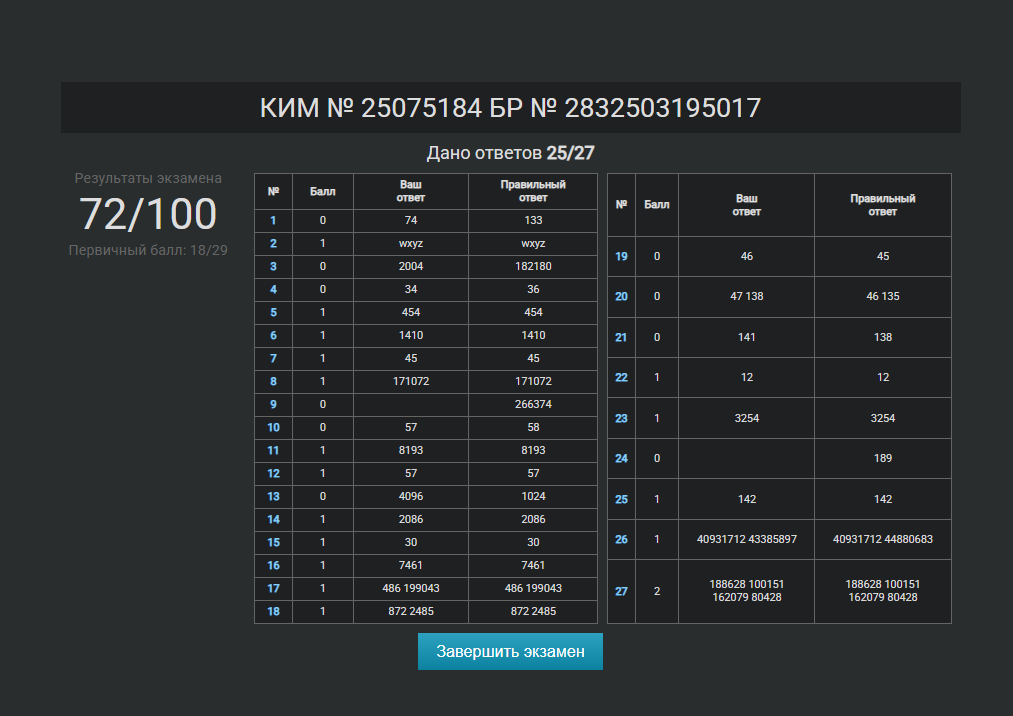 КИМ № 25075184 БР № 2832503195017
Дано ответов 25/27
Результаты экзамена
72/100
Первичный балл: 18/29
№ Балл Ваш ответ Правильный ответ
1 0 74 133
2 1 wxyz wxyz
3 0 2004 182180
4 0 34 36
5 1 454 454
6 1 1410 1410
7 1 45 45
8 1 171072 171072
9 0 266374
10 0 57 58
11 1 8193 8193
12 1 57 57
13 0 4096 1024
14 1 2086 2086
15 1 30 30
16 1 7461 7461
17 1 486 199043 486 199043
18 1 872 2485 872 2485
№ Балл Ваш ответ Правильный ответ
19 0 46 45
20 0 47 138 46 135
21 0 141 138
22 1 12 12
23 1 3254 3254
24 0 189
25 1 142 142
26 1 40931712 43385897 40931712 44880683
27 2 188628 100151 162079 80428 188628 100151 162079 80428
Завершить экзамен